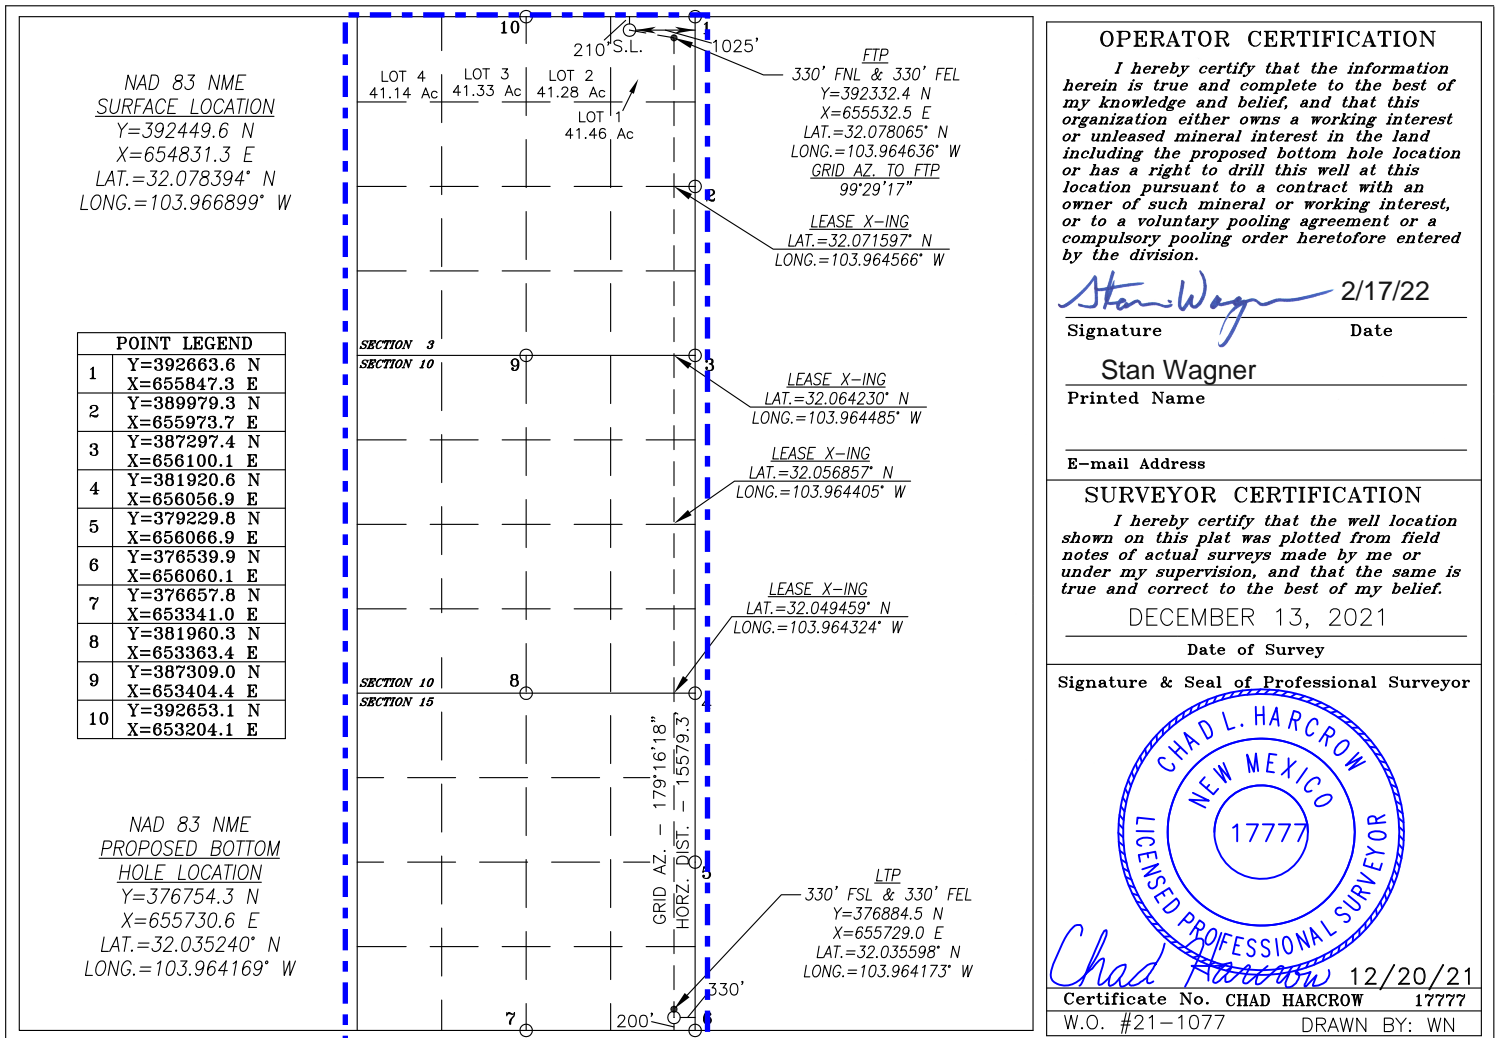 NAD 83 NME
SURFACE LOCATION
Y=392449.6 N
X=654831.3 E
LAT.=32.078394° N
LONG.=103.966899° W
POINT LEGEND
1 Y=392663.6 N
X=655847.3 E
2 Y=389979.3 N
X=655973.7 E
3 Y=387297.4 N
X=656100.1 E
4 Y=381920.6 N
X=656056.9 E
5 Y=379229.8 N
X=656066.9 E
6 Y=376539.9 N
X=656060.1 E
7 Y=376657.8 N
X=653341.0 E
8 Y=381960.3 N
X=653363.4 E
9 Y=387309.0 N
X=653404.4 E
10 Y=392653.1 N
X=653204.1 E
NAD 83 NME
PROPOSED BOTTOM
HOLE LOCATION
Y=376754.3 N
X=655730.6 E
LAT.=32.035240° N
LONG.=103.964169° W
10
1
210'
S.L.
1025'
LOT 4
41.14 Ac
LOT 3
41.33 Ac
LOT 2
41.28 Ac
LOT 1
41.46 Ac
2
SECTION 3
SECTION 10
9
3
SECTION 10
SECTION 15
8
4
GRID AZ. - 179°16'18"
HORZ. DIST. - 15579.3'
5
330'
200'
7
6
FTP
330' FNL & 330' FEL
Y=392332.4 N
X=655532.5 E
LAT.=32.078065° N
LONG.=103.964636° W
GRID AZ. TO FTP
99°29'17"
LEASE X-ING
LAT.=32.071597° N
LONG.=103.964566° W
LEASE X-ING
LAT.=32.064230° N
LONG.=103.964485° W
LEASE X-ING
LAT.=32.056857° N
LONG.=103.964405° W
LEASE X-ING
LAT.=32.049459° N
LONG.=103.964324° W
LTP
330' FSL & 330' FEL
Y=376884.5 N
X=655729.0 E
LAT.=32.035598° N
LONG.=103.964173° W
OPERATOR CERTIFICATION
I hereby certify that the information
herein is true and complete to the best of
my knowledge and belief, and that this
organization either owns a working interest
or unleased mineral interest in the land
including the proposed bottom hole location
or has a right to drill this well at this
location pursuant to a contract with an
owner of such mineral or working interest,
or to a voluntary pooling agreement or a
compulsory pooling order heretofore entered
by the division.
Stan Wagner 2/17/22
Signature Date
Stan Wagner
Printed Name
E-mail Address
SURVEYOR CERTIFICATION
I hereby certify that the well location
shown on this plat was plotted from field
notes of actual surveys made by me or
under my supervision, and that the same is
true and correct to the best of my belief.
DECEMBER 13, 2021
Date of Survey
Signature & Seal of Professional Surveyor
CHAD L. HARCROW
NEW MEXICO
17777
LICENSED PROFESSIONAL SURVEYOR
Chad Harcrow 12/20/21
Certificate No. CHAD HARCROW 17777
W.O. #21-1077 DRAWN BY: WN